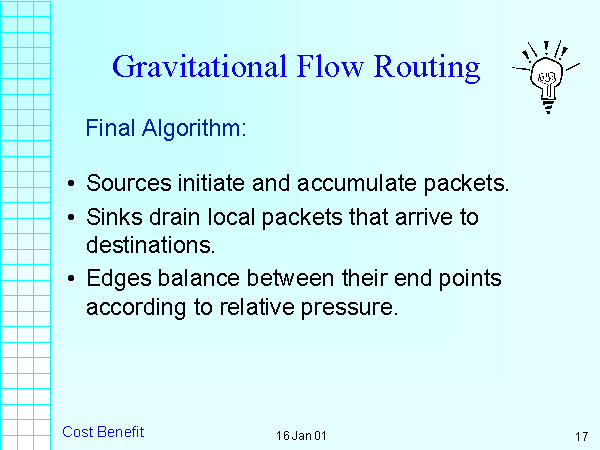 Gravitational Flow Routing
Final Algorithm:
• Sources initiate and accumulate packets.
• Sinks drain local packets that arrive to
destinations.
• Edges balance between their end points
according to relative pressure.
Cost Benefit
16 Jan 01
17